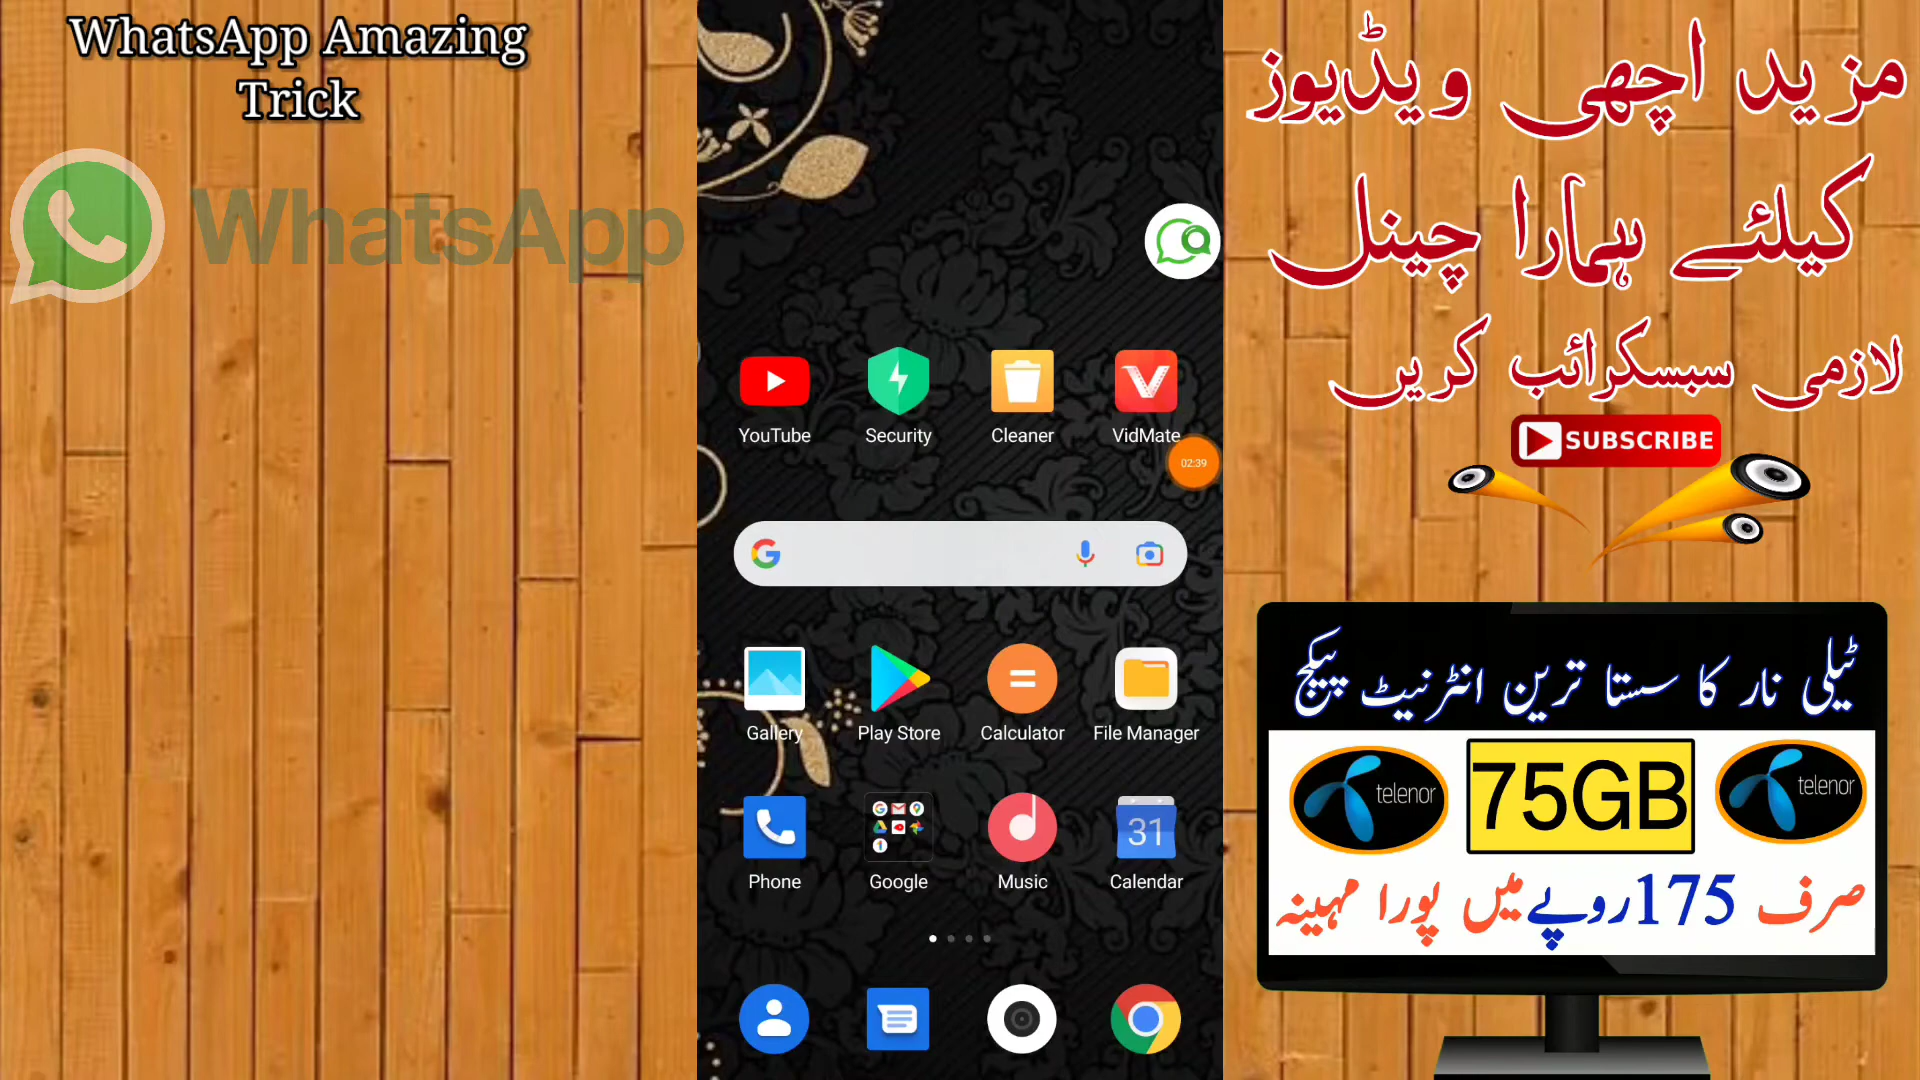 WhatsApp Amazing
Trick
WhatsApp
YouTube
Security
Cleaner
VidMate
02:39
Gallery
Play Store
Calculator
File Manager
Phone
Google
Music
31
Calendar
مزید اچھی ویڈیوز
کیلئے ہمارا چینل
لازمی سبسکرائب کریں
SUBSCRIBE
ٹیلی نار کا سستا ترین انٹرنیٹ پیکج
telenor
75GB
telenor
صرف 175روپے میں پورا مہینہ